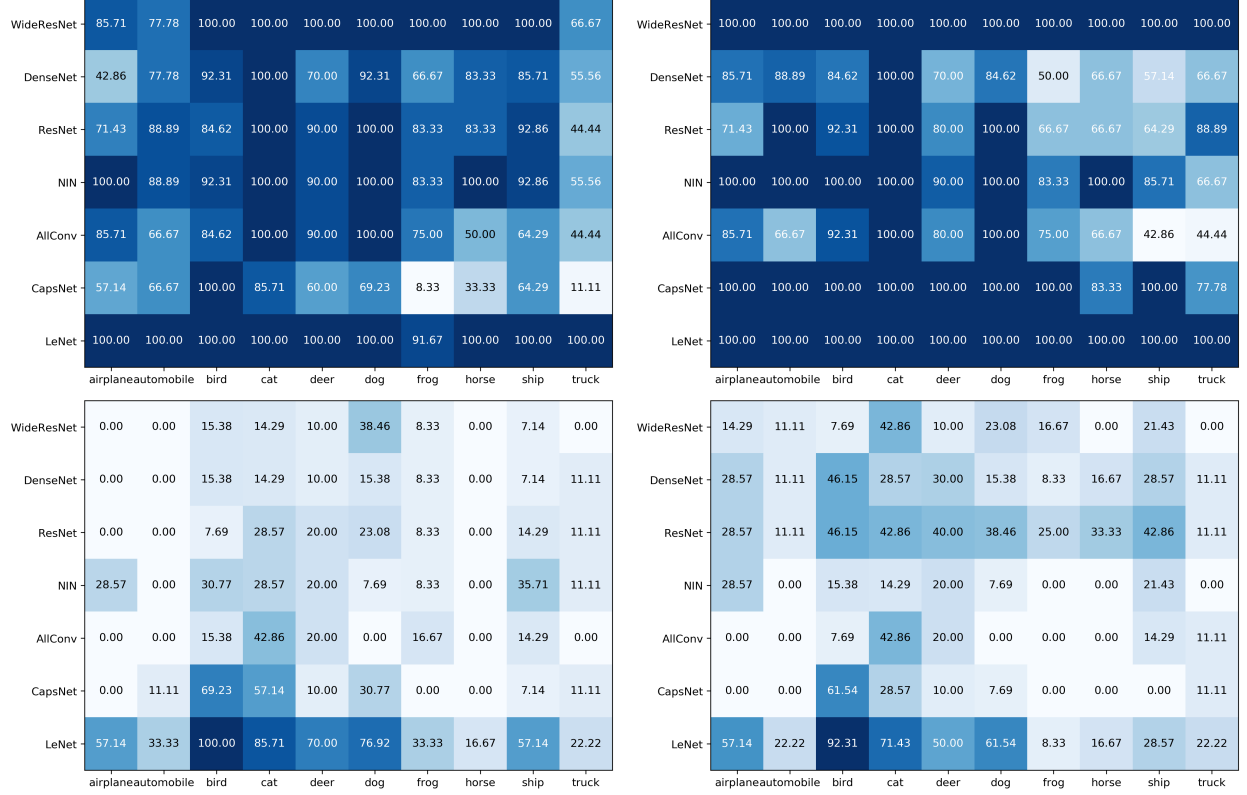 WideResNet 85.71 77.78 100.00 100.00 100.00 100.00 100.00 100.00 100.00 66.67
DenseNet 42.86 77.78 92.31 100.00 70.00 92.31 66.67 83.33 85.71 55.56
ResNet 71.43 88.89 84.62 100.00 90.00 100.00 83.33 83.33 92.86 44.44
NIN 100.00 88.89 92.31 100.00 90.00 100.00 83.33 100.00 92.86 55.56
AllConv 85.71 66.67 84.62 100.00 90.00 100.00 75.00 50.00 64.29 44.44
CapsNet 57.14 66.67 100.00 85.71 60.00 69.23 8.33 33.33 64.29 11.11
LeNet 100.00 100.00 100.00 100.00 100.00 100.00 91.67 100.00 100.00 100.00
airplane automobile bird cat deer dog frog horse ship truck
WideResNet 100.00 100.00 100.00 100.00 100.00 100.00 100.00 100.00 100.00 100.00
DenseNet 85.71 88.89 84.62 100.00 70.00 84.62 50.00 66.67 57.14 66.67
ResNet 71.43 100.00 92.31 100.00 80.00 100.00 66.67 66.67 64.29 88.89
NIN 100.00 100.00 100.00 100.00 90.00 100.00 83.33 100.00 85.71 66.67
AllConv 85.71 66.67 92.31 100.00 80.00 100.00 75.00 66.67 42.86 44.44
CapsNet 100.00 100.00 100.00 100.00 100.00 100.00 100.00 83.33 100.00 77.78
LeNet 100.00 100.00 100.00 100.00 100.00 100.00 100.00 100.00 100.00 100.00
airplane automobile bird cat deer dog frog horse ship truck
WideResNet 0.00 0.00 15.38 14.29 10.00 38.46 8.33 0.00 7.14 0.00
DenseNet 0.00 0.00 15.38 14.29 10.00 15.38 8.33 0.00 7.14 11.11
ResNet 0.00 0.00 7.69 28.57 20.00 23.08 8.33 0.00 14.29 11.11
NIN 28.57 0.00 30.77 28.57 20.00 7.69 8.33 0.00 35.71 11.11
AllConv 0.00 0.00 15.38 42.86 20.00 0.00 16.67 0.00 14.29 0.00
CapsNet 0.00 11.11 69.23 57.14 10.00 30.77 0.00 0.00 7.14 11.11
LeNet 57.14 33.33 100.00 85.71 70.00 76.92 33.33 16.67 57.14 22.22
airplane automobile bird cat deer dog frog horse ship truck
WideResNet 14.29 11.11 7.69 42.86 10.00 23.08 16.67 0.00 21.43 0.00
DenseNet 28.57 11.11 46.15 28.57 30.00 15.38 8.33 16.67 28.57 11.11
ResNet 28.57 11.11 46.15 42.86 40.00 38.46 25.00 33.33 42.86 11.11
NIN 28.57 0.00 15.38 14.29 20.00 7.69 0.00 0.00 21.43 0.00
AllConv 0.00 0.00 7.69 42.86 20.00 0.00 0.00 0.00 14.29 11.11
CapsNet 0.00 0.00 61.54 28.57 10.00 7.69 0.00 0.00 0.00 11.11
LeNet 57.14 22.22 92.31 71.43 50.00 61.54 8.33 16.67 28.57 22.22
airplane automobile bird cat deer dog frog horse ship truck